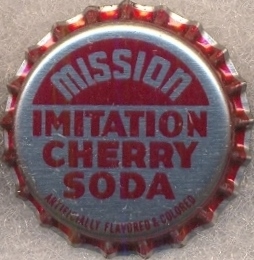 MISSION
IMITATION
CHERRY
SODA
ARTIFICIALLY FLAVORED & COLORED